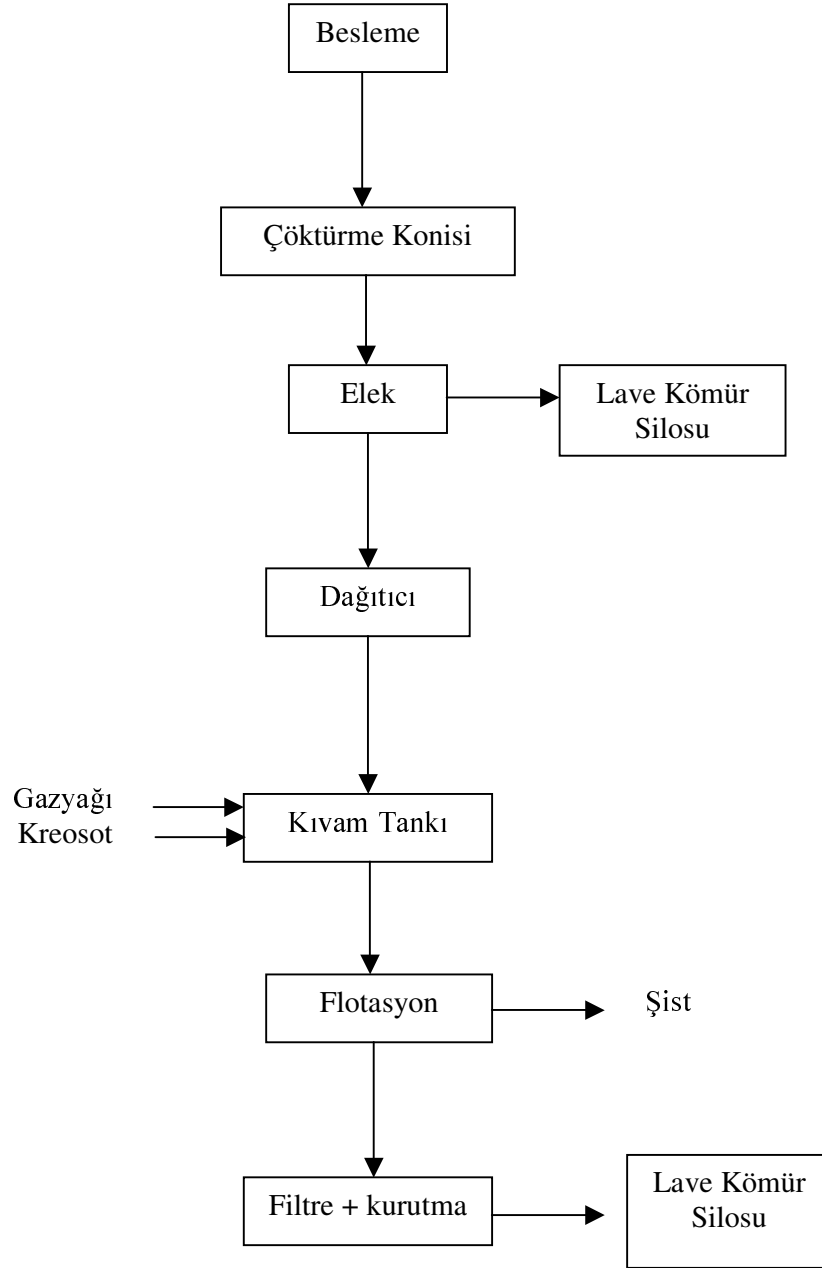 Besleme
Çöktürme Konisi
Elek
Lave Kömür
Silosu
Dağıtıcı
Gazyağı
Kreosot
Kıvam Tankı
Flotasyon
Şist
Filtre + kurutma
Lave Kömür
Silosu